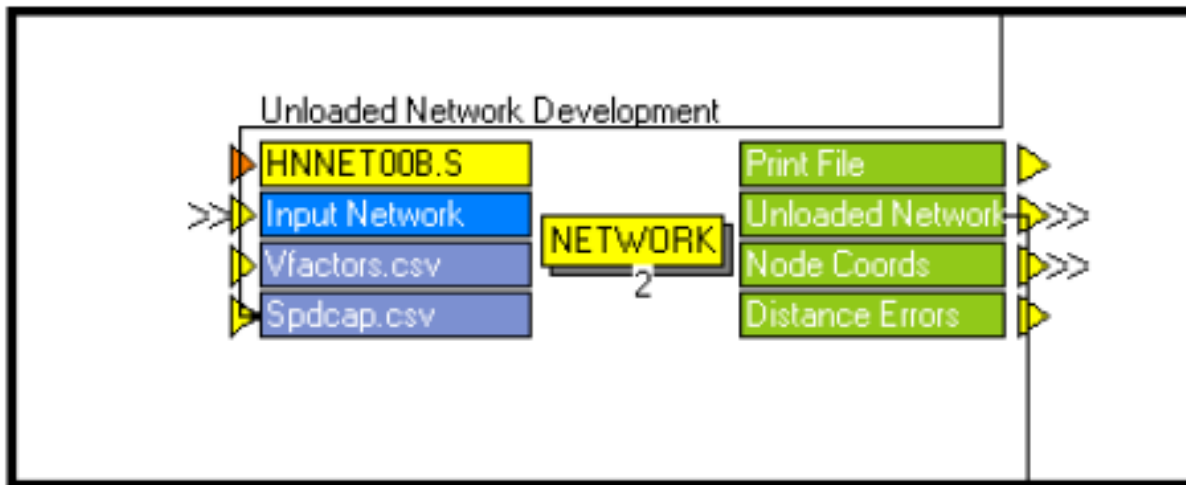 Unloaded Network Development
HNNET00B.S
Input Network
Vfactors.csv
Spdcap.csv
NETWORK
2
Print File
Unloaded Network
Node Coords
Distance Errors